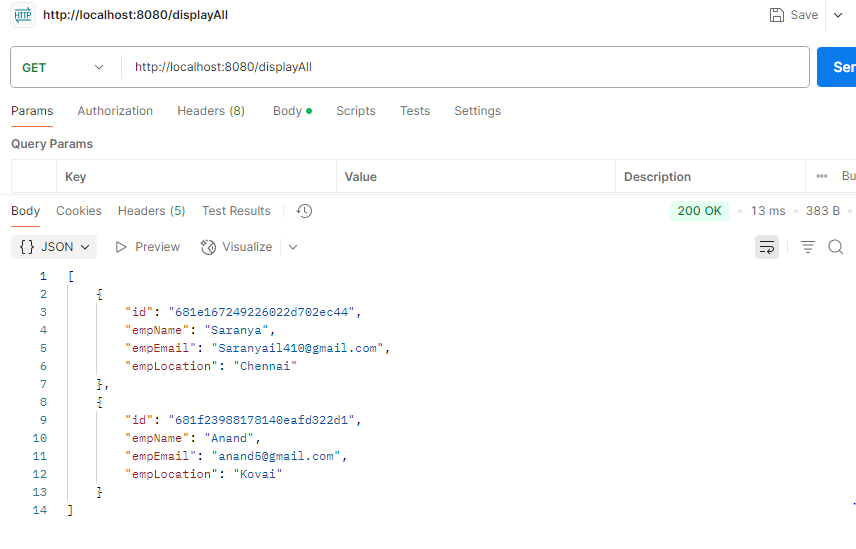 HTTP http://localhost:8080/displayAll Save
GET http://localhost:8080/displayAll
Params Authorization Headers (8) Body Scripts Tests Settings
Query Params
Key Value Description
Body Cookies Headers (5) Test Results 200 OK 13 ms 383 B
{} JSON Preview Visualize
1 [
2 {
3 "id": "681e167249226022d702ec44",
4 "empName": "Saranya",
5 "empEmail": "Saranyail410@gmail.com",
6 "empLocation": "Chennai"
7 },
8 {
9 "id": "681f23988178140eafd322d1",
10 "empName": "Anand",
11 "empEmail": "anand5@gmail.com",
12 "empLocation": "Kovai"
13 }
14 ]